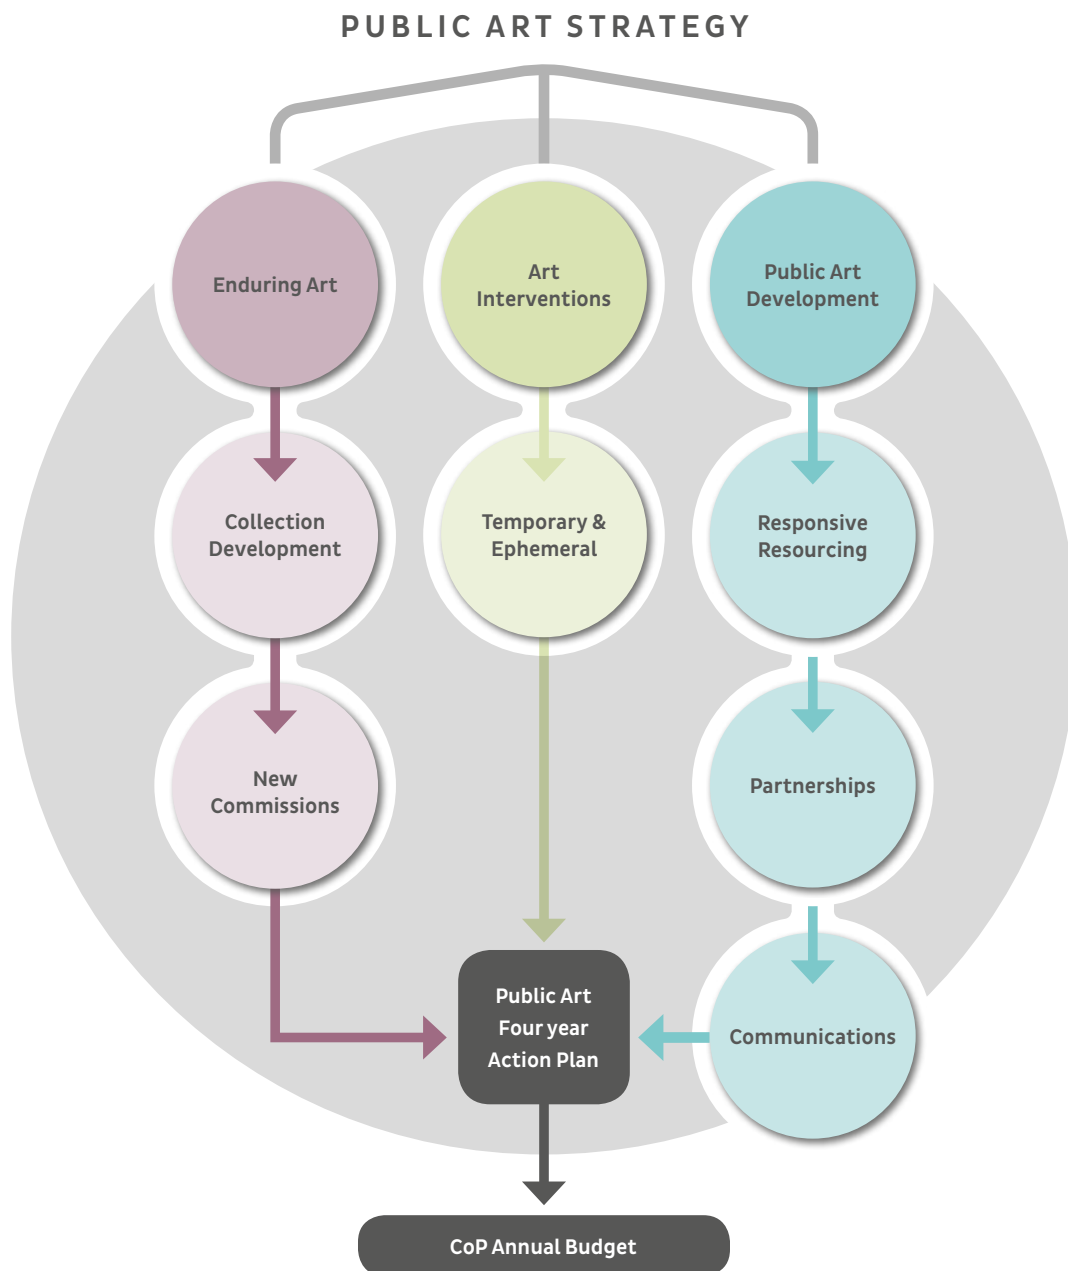 PUBLIC ART STRATEGY
Enduring Art
Art
Interventions
Public Art
Development
Collection
Development
Temporary &
Ephemeral
Responsive
Resourcing
New
Commissions
Partnerships
Public Art
Four year
Action Plan
Communications
CoP Annual Budget